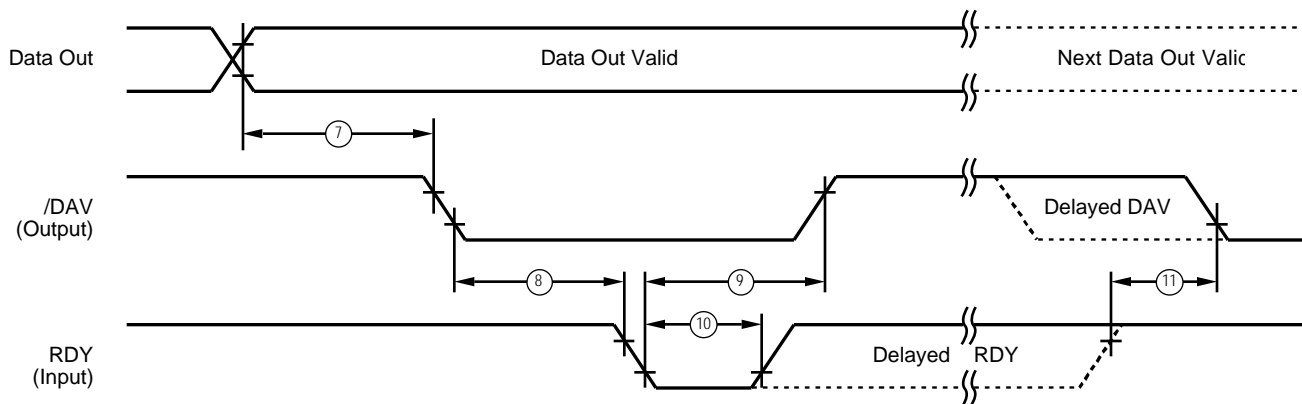 Data Out
Data Out Valid
Next Data Out Valid
7
/DAV
(Output)
Delayed DAV
8
9
11
10
RDY
(Input)
Delayed RDY